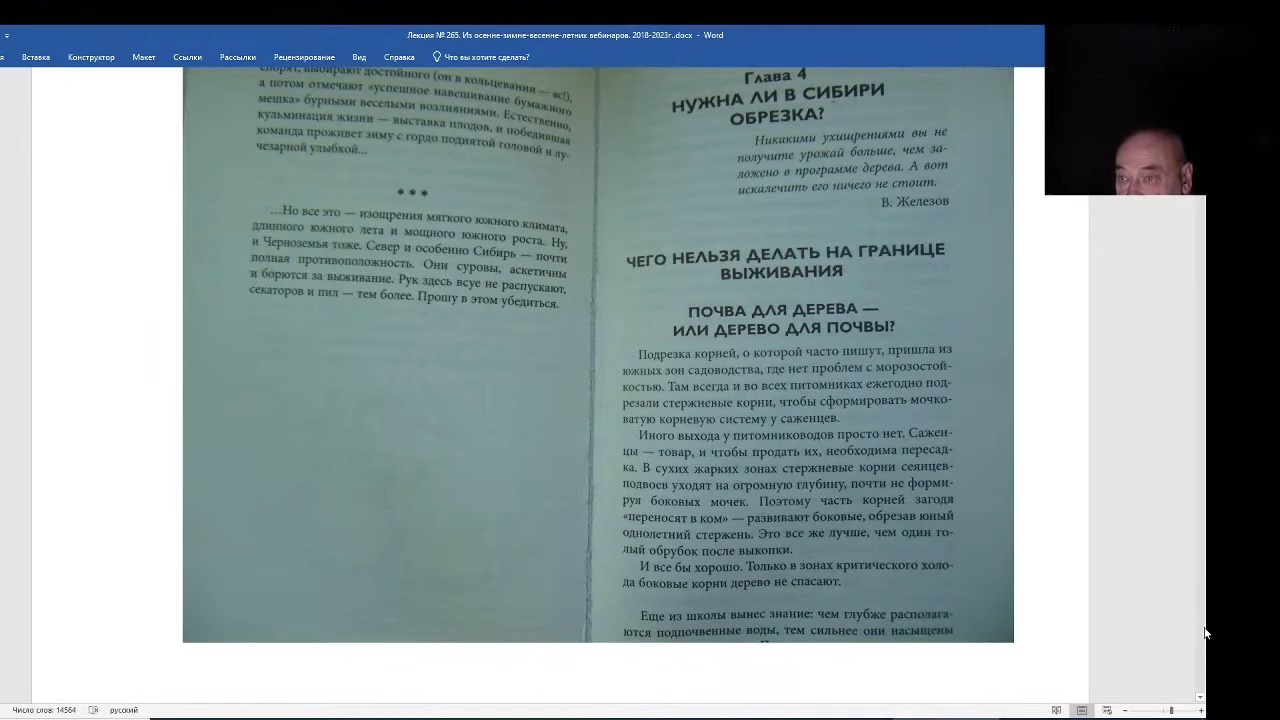 Лекция № 265. Из осенне-зимне-весенне-летних вебинаров. 2018-2023г..docx - Word
Вставка Конструктор Макет Ссылки Рассылки Рецензирование Вид Справка Что вы хотите сделать?
спорят, выбирают достойного (он в кольцевании — ас!),
а потом отмечают «успешное навешивание бумажного
мешка» бурными веселыми возлияниями. Естественно,
кульминация жизни — выставка плодов, и победившая
команда проживет зиму с гордо поднятой головой и лу-
чезарной улыбкой...
* * *
...Но все это — изощрения мягкого южного климата,
длинного южного лета и мощного южного роста. Ну,
и Черноземья тоже. Север и особенно Сибирь — почти
полная противоположность. Они суровы, аскетичны
и борются за выживание. Рук здесь всуе не распускают,
секаторов и пил — тем более. Прошу в этом убедиться.
Глава 4
НУЖНА ЛИ В СИБИРИ
ОБРЕЗКА?
Никакими ухищрениями вы не
получите урожай больше, чем за-
ложено в программе дерева. А вот
искалечить его ничего не стоит.
В. Железов
ЧЕГО НЕЛЬЗЯ ДЕЛАТЬ НА ГРАНИЦЕ
ВЫЖИВАНИЯ
ПОЧВА ДЛЯ ДЕРЕВА —
ИЛИ ДЕРЕВО ДЛЯ ПОЧВЫ?
Подрезка корней, о которой часто пишут, пришла из
южных зон садоводства, где нет проблем с морозостой-
костью. Там всегда и во всех питомниках ежегодно под-
резали стержневые корни, чтобы сформировать мочко-
ватую корневую систему у саженцев.
Иного выхода у питомниководов просто нет. Сажен-
цы — товар, и чтобы продать их, необходима пересад-
ка. В сухих жарких зонах стержневые корни сеянцев-
подвоев уходят на огромную глубину, почти не форми-
руя боковых мочек. Поэтому часть корней загодя
«переносят в ком» — развивают боковые, обрезав юный
однолетний стержень. Это все же лучше, чем один го-
лый обрубок после выкопки.
И все бы хорошо. Только в зонах критического холо-
да боковые корни дерево не спасают.
Еще из школы вынес знание: чем глубже располага-
ются подпочвенные воды, тем сильнее они насыщены
Число слов: 14564 русский